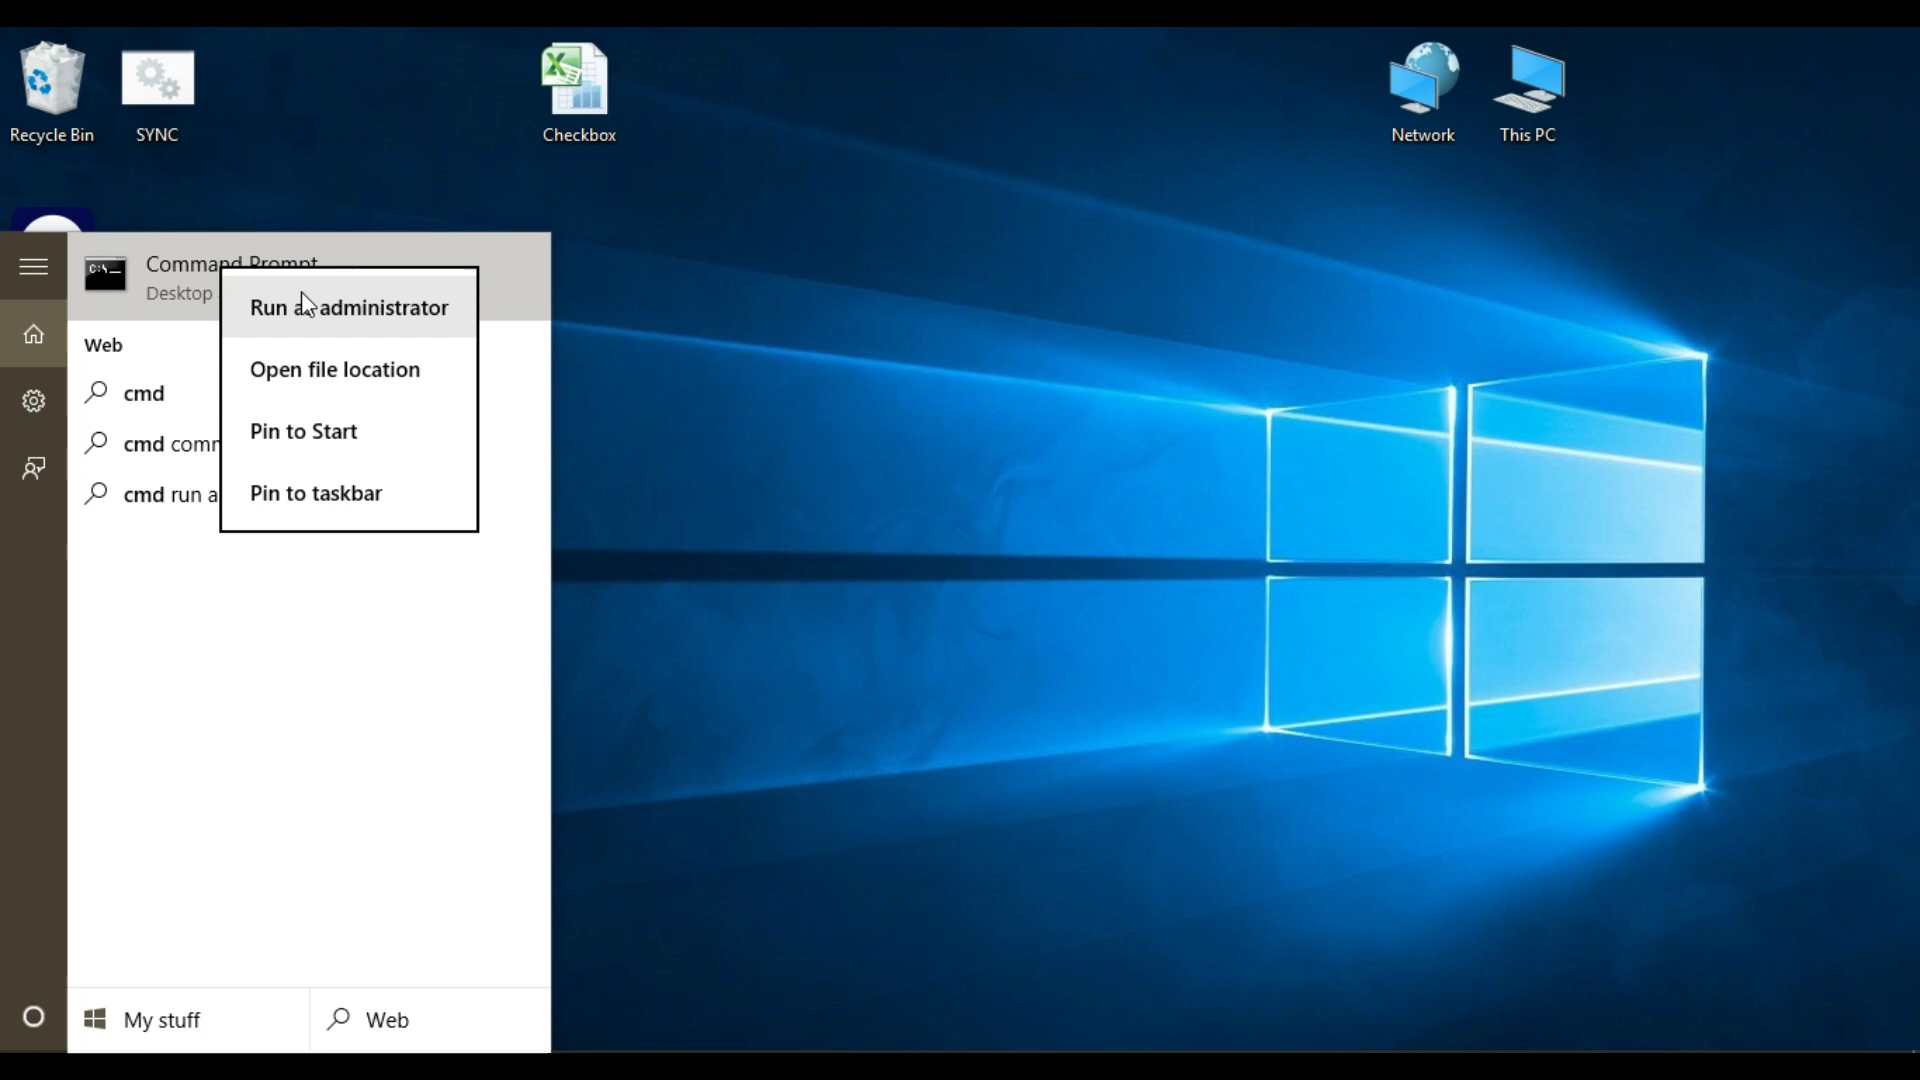 Recycle Bin
SYNC
Checkbox
Network
This PC
C:\
Command Prompt
Desktop
Run as administrator
Open file location
Pin to Start
Pin to taskbar
Web
cmd
cmd comm
cmd run a
My stuff
Web